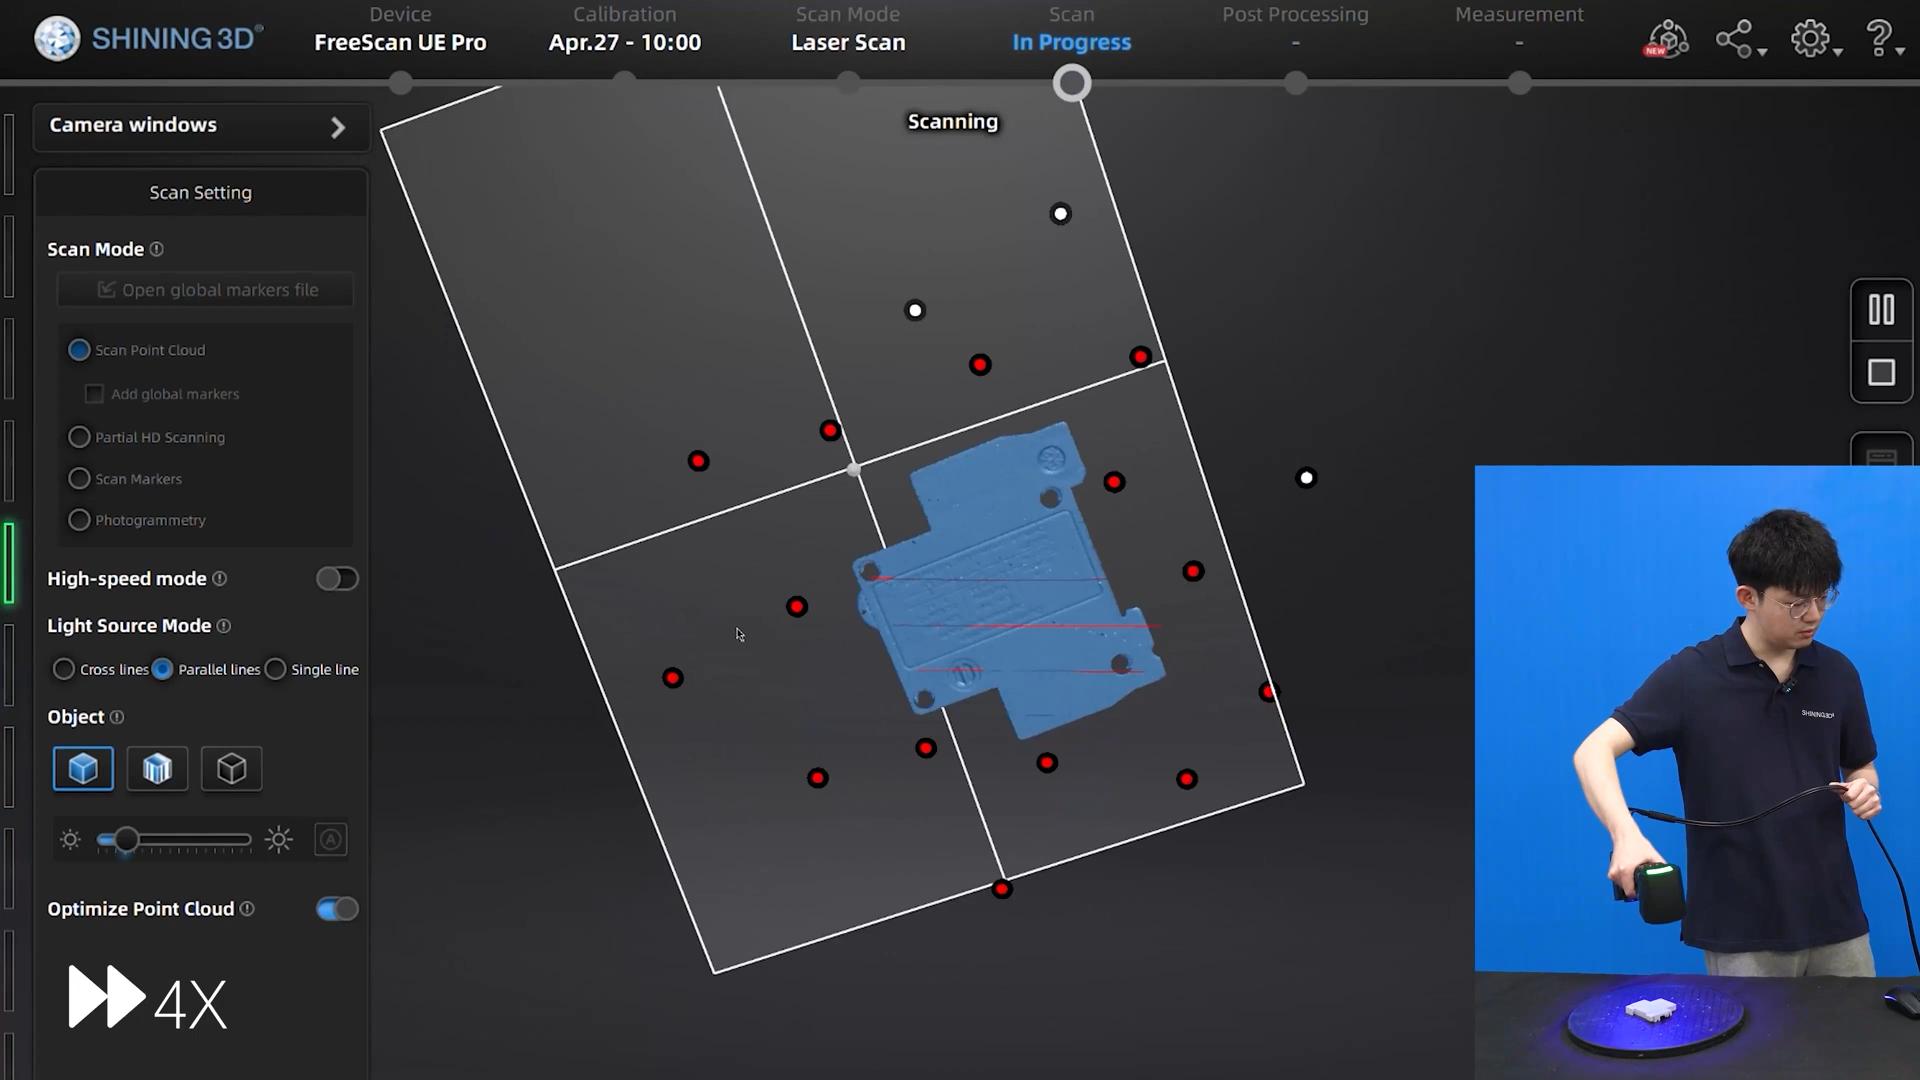 SHINING 3D®
Device
FreeScan UE Pro
Calibration
Apr.27 - 10:00
Scan Mode
Laser Scan
Scan
In Progress
Post Processing
-
Measurement
-
NEW
Camera windows
Scanning
Scan Setting
Scan Mode
Open global markers file
Scan Point Cloud
Add global markers
Partial HD Scanning
Scan Markers
Photogrammetry
High-speed mode
Light Source Mode
Cross lines Parallel lines Single line
Object
A
Optimize Point Cloud
4X
SHINING3D®